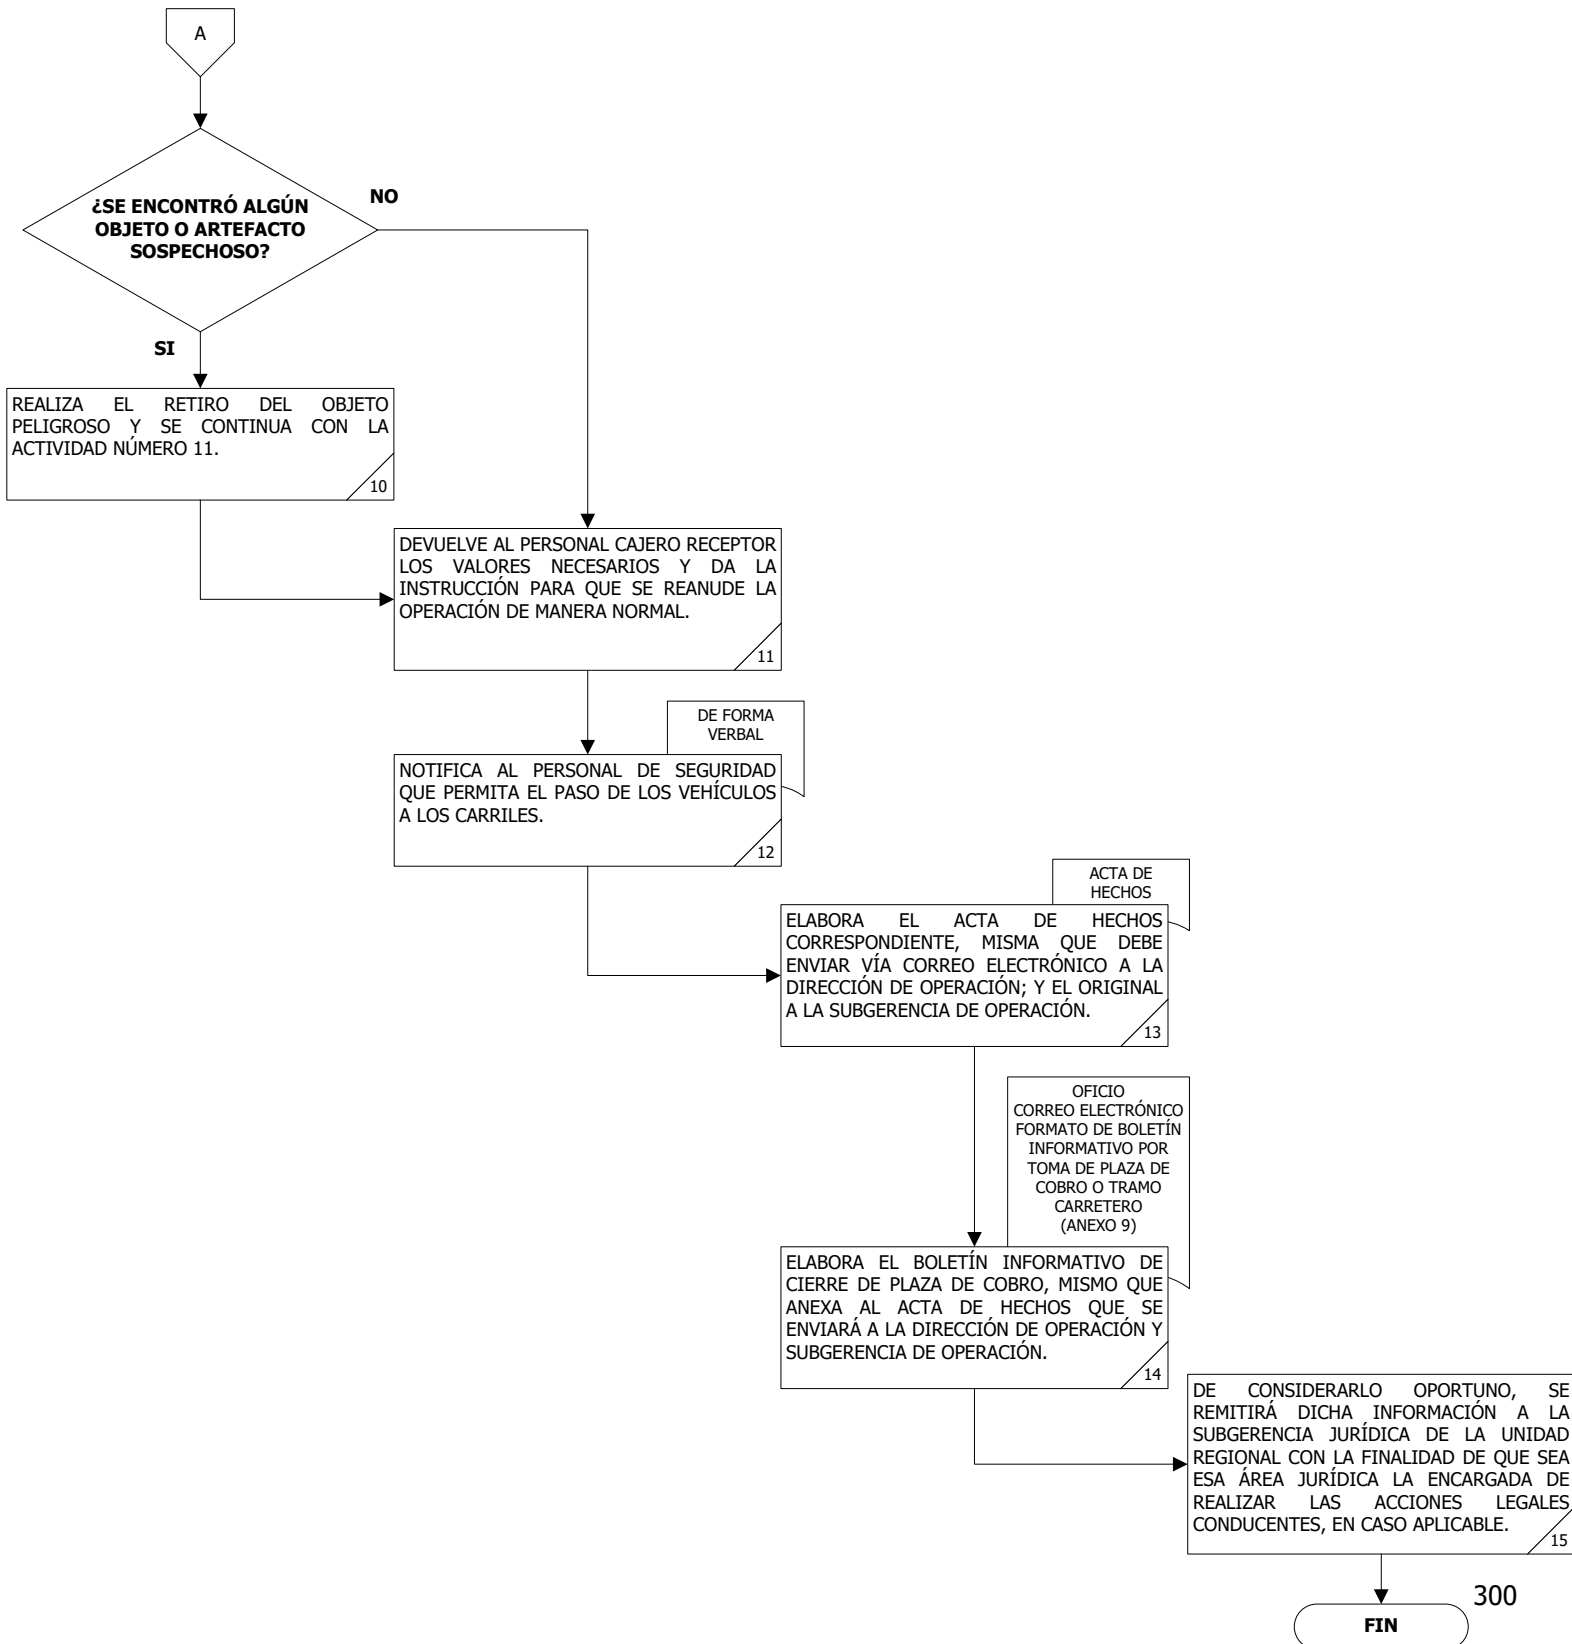 A
¿SE ENCONTRÓ ALGÚN
OBJETO O ARTEFACTO
SOSPECHOSO?
NO
SI
REALIZA EL RETIRO DEL OBJETO
PELIGROSO Y SE CONTINUA CON LA
ACTIVIDAD NÚMERO 11.
10
DEVUELVE AL PERSONAL CAJERO RECEPTOR
LOS VALORES NECESARIOS Y DA LA
INSTRUCCIÓN PARA QUE SE REANUDE LA
OPERACIÓN DE MANERA NORMAL.
11
DE FORMA
VERBAL
NOTIFICA AL PERSONAL DE SEGURIDAD
QUE PERMITA EL PASO DE LOS VEHÍCULOS
A LOS CARRILES.
12
ACTA DE
HECHOS
ELABORA EL ACTA DE HECHOS
CORRESPONDIENTE, MISMA QUE DEBE
ENVIAR VÍA CORREO ELECTRÓNICO A LA
DIRECCIÓN DE OPERACIÓN; Y EL ORIGINAL
A LA SUBGERENCIA DE OPERACIÓN.
13
OFICIO
CORREO ELECTRÓNICO
FORMATO DE BOLETÍN
INFORMATIVO POR
TOMA DE PLAZA DE
COBRO O TRAMO
CARRETERO
(ANEXO 9)
ELABORA EL BOLETÍN INFORMATIVO DE
CIERRE DE PLAZA DE COBRO, MISMO QUE
ANEXA AL ACTA DE HECHOS QUE SE
ENVIARÁ A LA DIRECCIÓN DE OPERACIÓN Y
SUBGERENCIA DE OPERACIÓN.
14
DE CONSIDERARLO OPORTUNO, SE
REMITIRÁ DICHA INFORMACIÓN A LA
SUBGERENCIA JURÍDICA DE LA UNIDAD
REGIONAL CON LA FINALIDAD DE QUE SEA
ESA ÁREA JURÍDICA LA ENCARGADA DE
REALIZAR LAS ACCIONES LEGALES
CONDUCENTES, EN CASO APLICABLE.
15
300
FIN